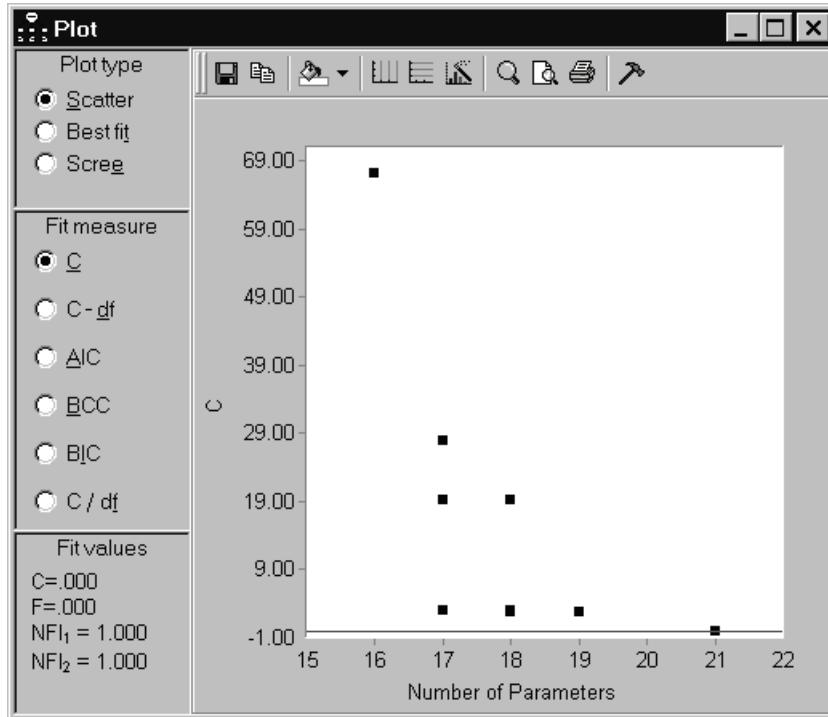 Plot
Plot type
Scatter
Best fit
Scree
Fit measure
C
C - df
AIC
BCC
BIC
C / df
Fit values
C=.000
F=.000
NFI₁ = 1.000
NFI₂ = 1.000
69.00
59.00
49.00
39.00
29.00
19.00
9.00
-1.00
C
15 16 17 18 19 20 21 22
Number of Parameters